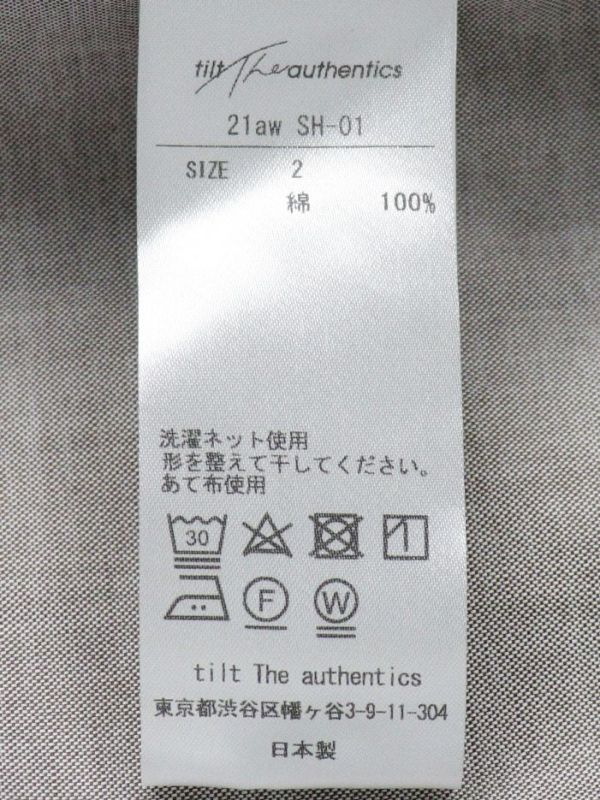 tilt The authentics
21aw SH-01
SIZE 2
綿 100%
洗濯ネット使用
形を整えて干してください。
あて布使用
30
F W
tilt The authentics
東京都渋谷区幡ヶ谷3-9-11-304
日本製